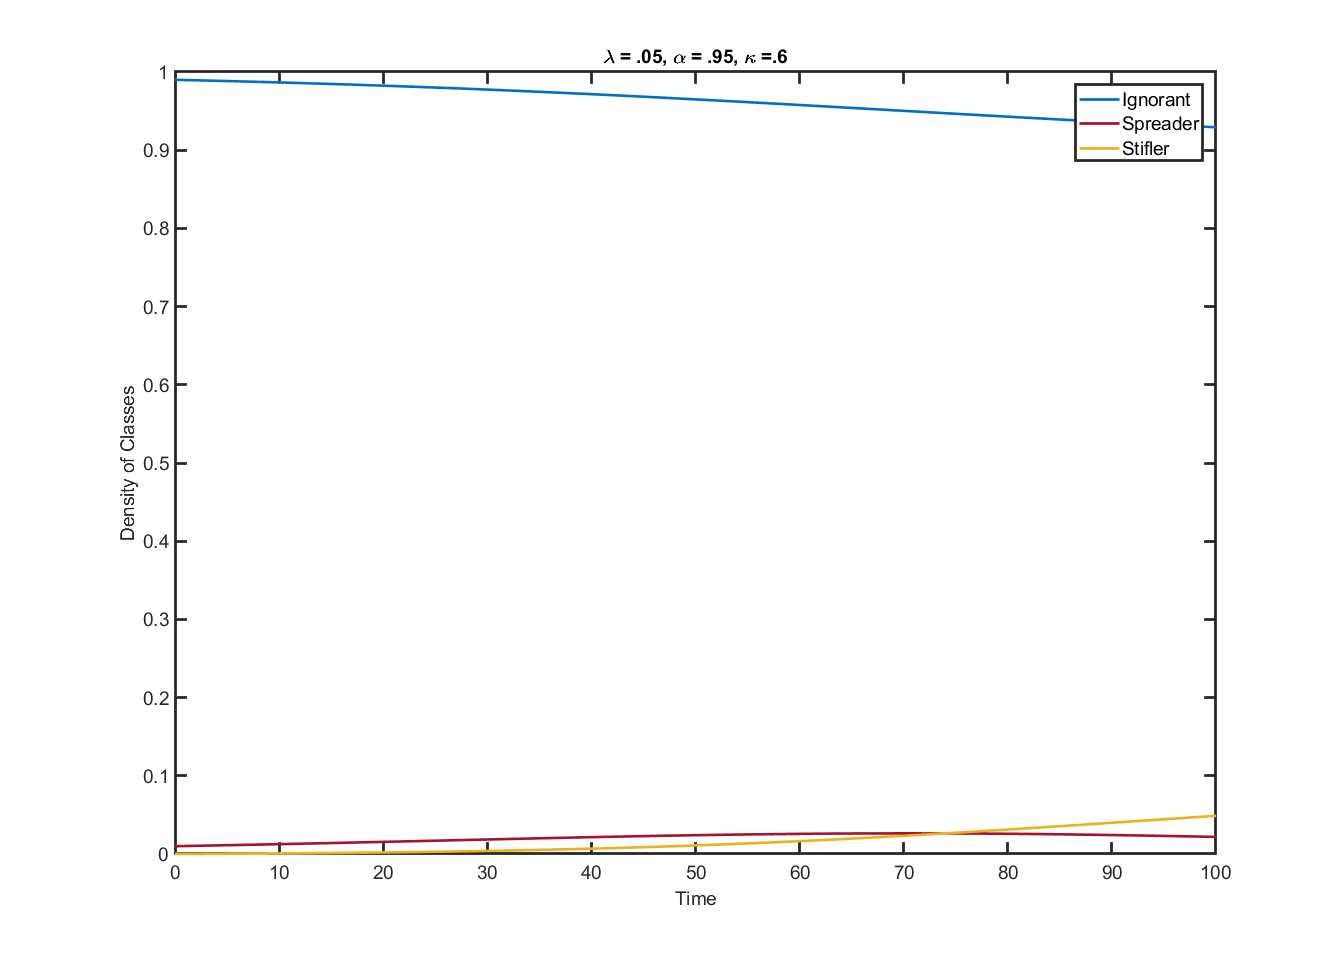 λ = .05, α = .95, κ =.6
1
0.9
0.8
0.7
0.6
0.5
0.4
0.3
0.2
0.1
0
Density of Classes
Ignorant
Spreader
Stifler
0 10 20 30 40 50 60 70 80 90 100
Time